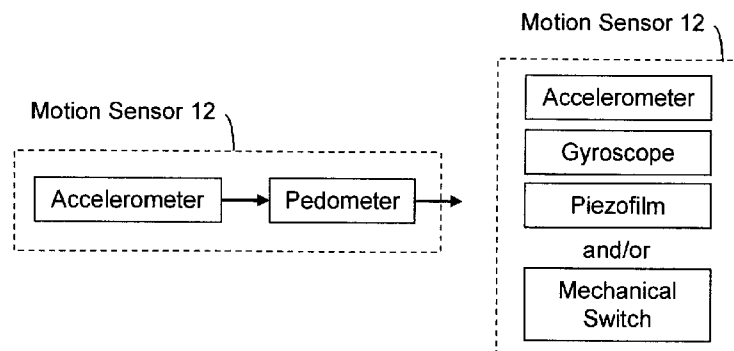 Motion Sensor 12
Accelerometer
Pedometer
Motion Sensor 12
Accelerometer
Gyroscope
Piezofilm
and/or
Mechanical
Switch